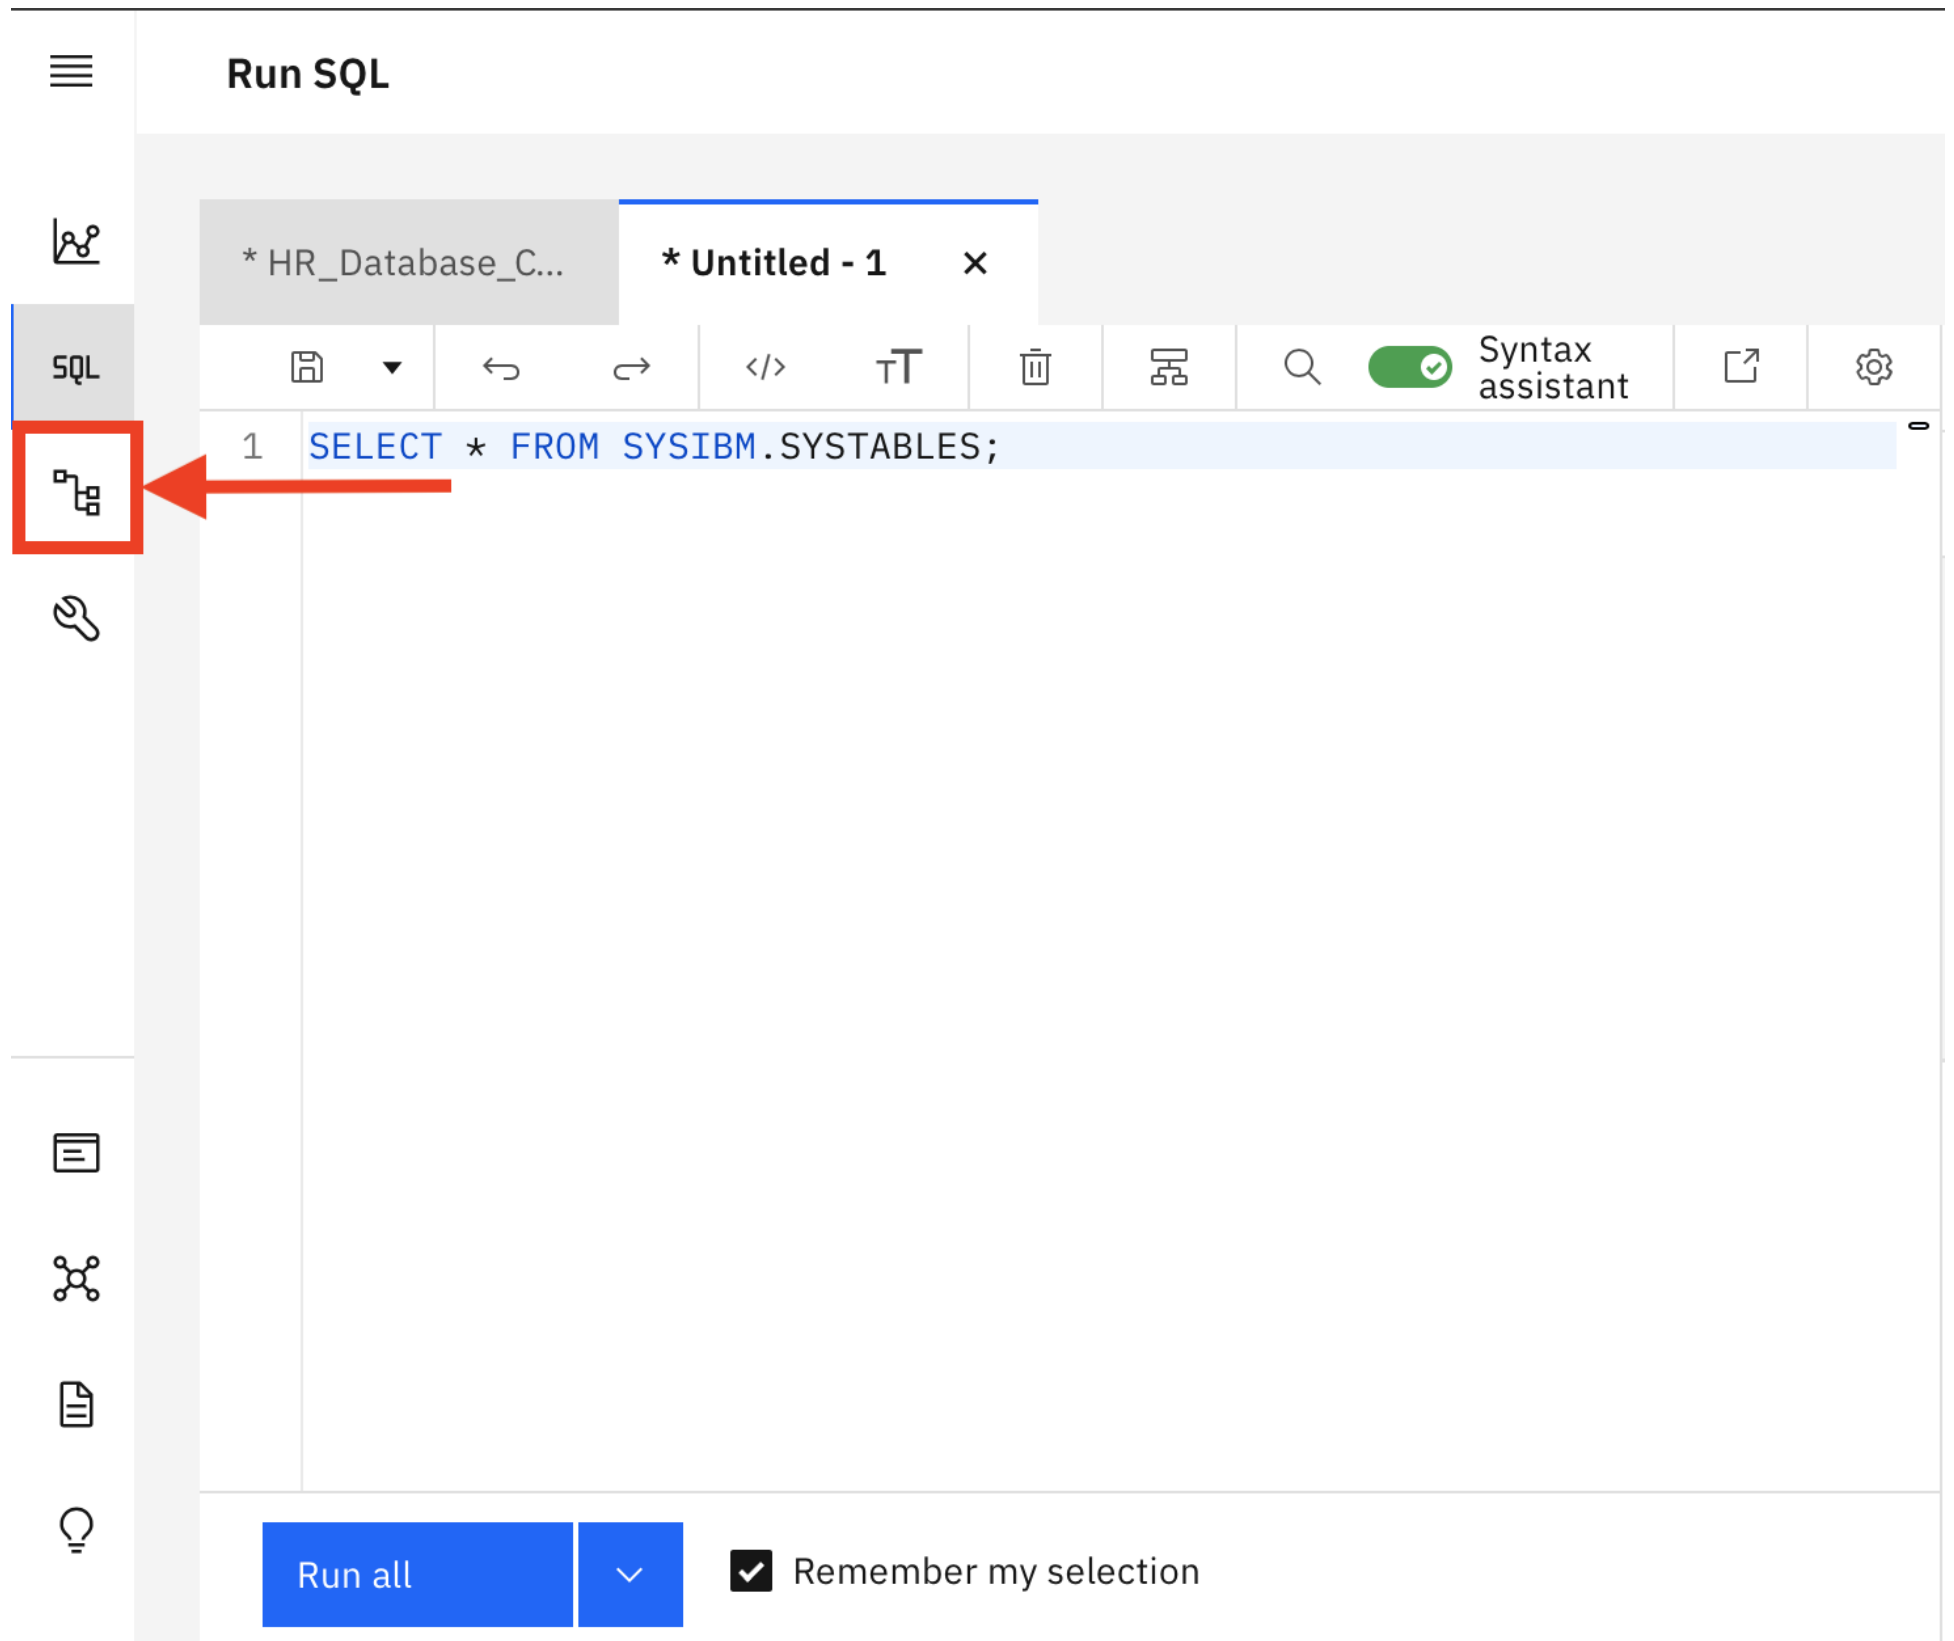 Run SQL
* HR_Database_C...
* Untitled - 1
SQL
Syntax
assistant
1 SELECT * FROM SYSIBM.SYSTABLES;
Run all
Remember my selection